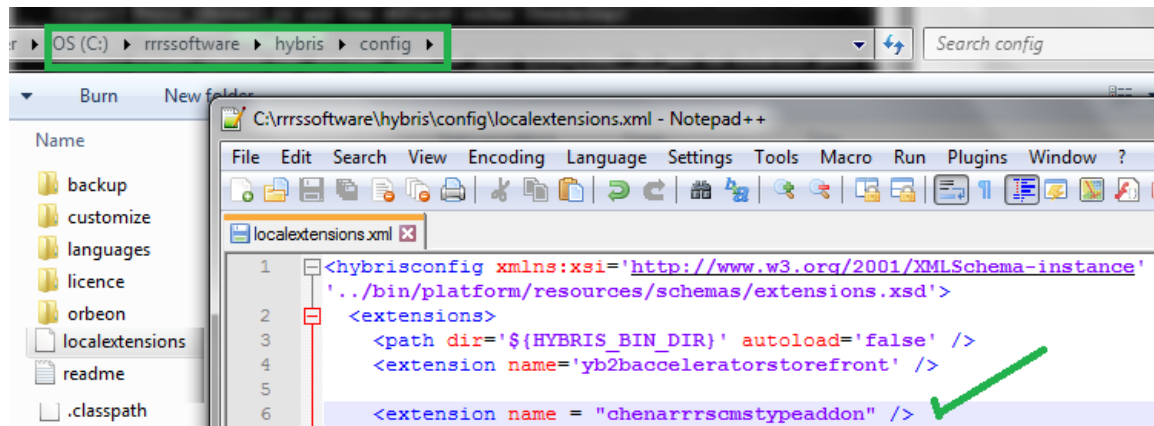 OS (C:) rrrssoftware hybris config
Search config
Burn New folder
C:\rrrssoftware\hybris\config\localextensions.xml - Notepad++
Name
File Edit Search View Encoding Language Settings Tools Macro Run Plugins Window ?
backup
customize
languages
licence
orbeon
localextensions
readme
.classpath
localextensions.xml
1 <hybrisconfig xmlns:xsi='http://www.w3.org/2001/XMLSchema-instance'
'../bin/platform/resources/schemas/extensions.xsd'>
2 <extensions>
3 <path dir='${HYBRIS_BIN_DIR}' autoload='false' />
4 <extension name='yb2bacceleratorstorefront' />
5
6 <extension name = "chenarrrscmstypeaddon" />